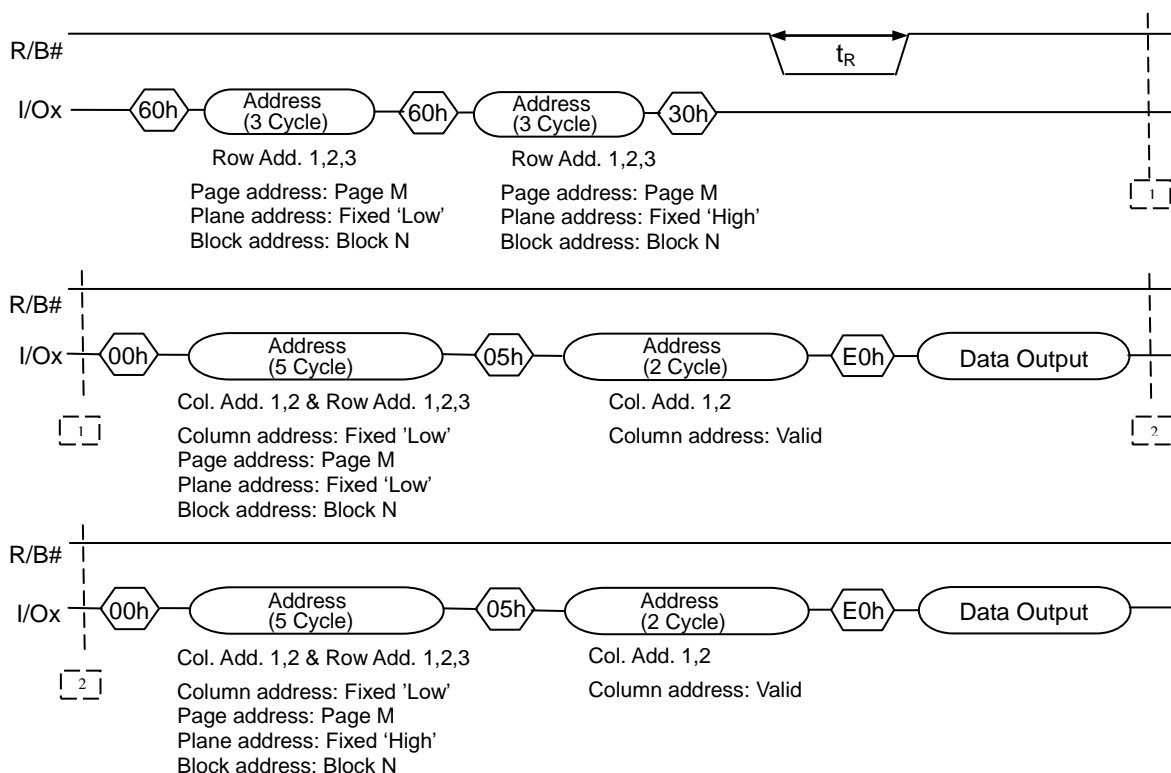 R/B#
tR
I/Ox
60h
Address
(3 Cycle)
60h
Address
(3 Cycle)
30h
Row Add. 1,2,3
Page address: Page M
Plane address: Fixed ‘Low’
Block address: Block N
Row Add. 1,2,3
Page address: Page M
Plane address: Fixed ‘High’
Block address: Block N
1
R/B#
I/Ox
00h
Address
(5 Cycle)
05h
Address
(2 Cycle)
E0h
Data Output
1
Col. Add. 1,2 & Row Add. 1,2,3
Column address: Fixed ’Low’
Page address: Page M
Plane address: Fixed ‘Low’
Block address: Block N
Col. Add. 1,2
Column address: Valid
2
R/B#
I/Ox
00h
Address
(5 Cycle)
05h
Address
(2 Cycle)
E0h
Data Output
2
Col. Add. 1,2 & Row Add. 1,2,3
Column address: Fixed ’Low’
Page address: Page M
Plane address: Fixed ‘High’
Block address: Block N
Col. Add. 1,2
Column address: Valid